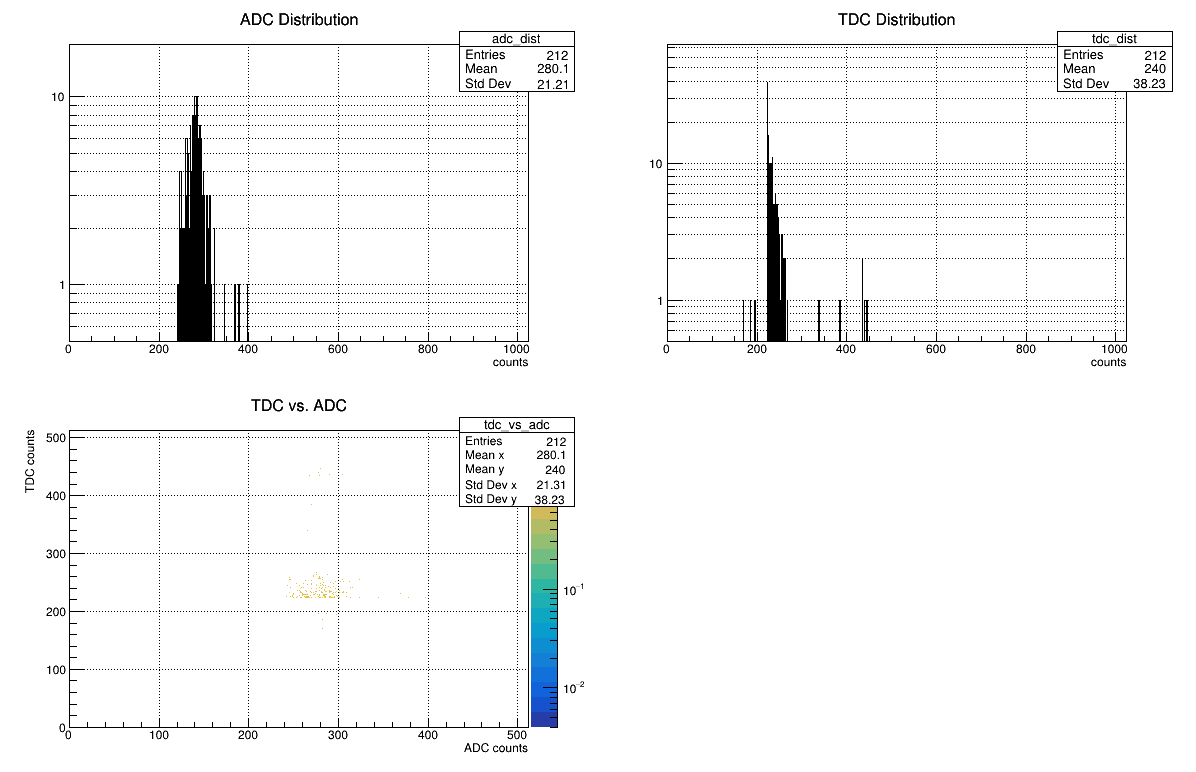 ADC Distribution
adc_dist
Entries 212
Mean 280.1
Std Dev 21.21
10
1
0 200 400 600 800 1000
counts
TDC Distribution
tdc_dist
Entries 212
Mean 240
Std Dev 38.23
10
1
0 200 400 600 800 1000
counts
TDC vs. ADC
tdc_vs_adc
Entries 212
Mean x 280.1
Mean y 240
Std Dev x 21.31
Std Dev y 38.23
TDC counts
500
400
300
200
100
0
0 100 200 300 400 500
ADC counts
10⁻¹
10⁻²